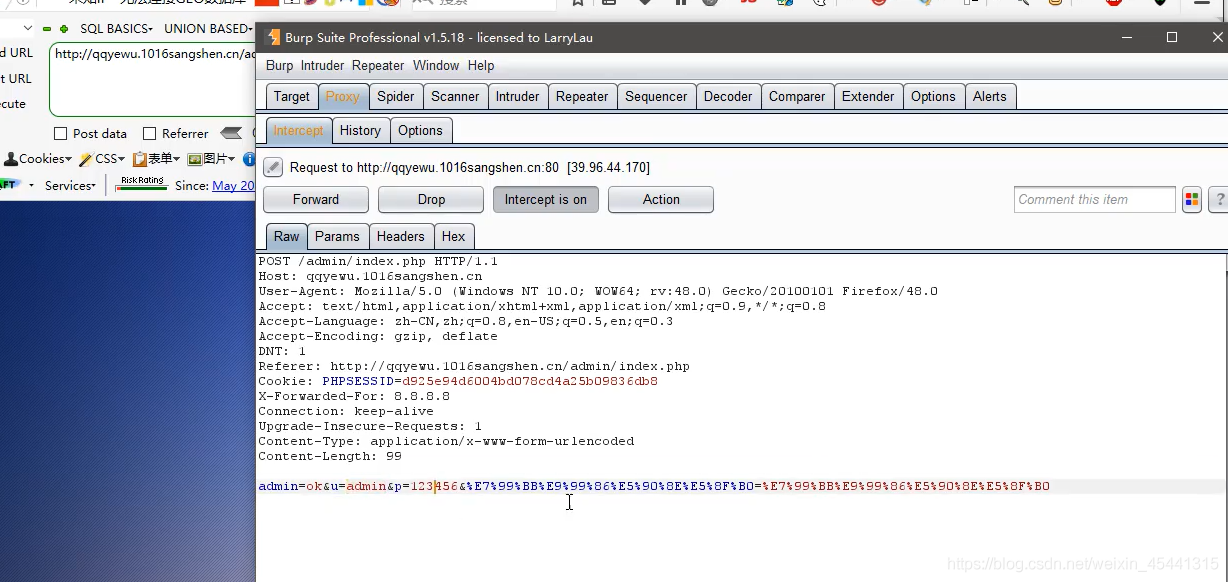 SQL BASICS▾ UNION BASED▾
d URL
http://qqyewu.1016sangshen.cn/ad
t URL
cute
Post data Referrer
Cookies▾ CSS▾ 表单▾ 图片▾
Services▾ Risk Rating Since: May 20
Burp Suite Professional v1.5.18 - licensed to LarryLau
Burp Intruder Repeater Window Help
Target Proxy Spider Scanner Intruder Repeater Sequencer Decoder Comparer Extender Options Alerts
Intercept History Options
Request to http://qqyewu.1016sangshen.cn:80 [39.96.44.170]
Forward Drop Intercept is on Action Comment this item ?
Raw Params Headers Hex
POST /admin/index.php HTTP/1.1
Host: qqyewu.1016sangshen.cn
User-Agent: Mozilla/5.0 (Windows NT 10.0; WOW64; rv:48.0) Gecko/20100101 Firefox/48.0
Accept: text/html,application/xhtml+xml,application/xml;q=0.9,*/*;q=0.8
Accept-Language: zh-CN,zh;q=0.8,en-US;q=0.5,en;q=0.3
Accept-Encoding: gzip, deflate
DNT: 1
Referer: http://qqyewu.1016sangshen.cn/admin/index.php
Cookie: PHPSESSID=d925e94d6004bd078cd4a25b09836db8
X-Forwarded-For: 8.8.8.8
Connection: keep-alive
Upgrade-Insecure-Requests: 1
Content-Type: application/x-www-form-urlencoded
Content-Length: 99
admin=ok&u=admin&p=123456&%E7%99%BB%E9%99%86%E5%90%8E%E5%8F%B0=%E7%99%BB%E9%99%86%E5%90%8E%E5%8F%B0
https://blog.csdn.net/weixin_45441315